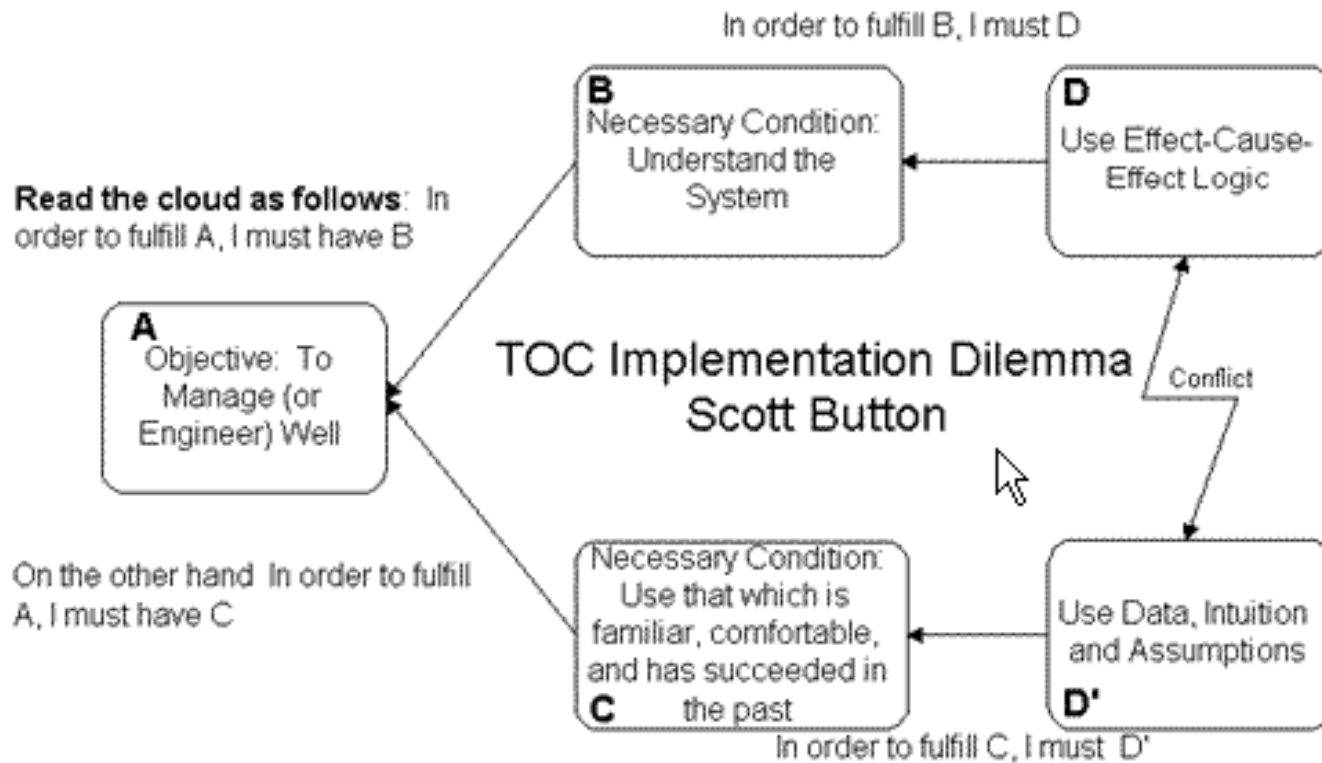 In order to fulfill B, I must D
B
Necessary Condition:
Understand the
System
D
Use Effect-Cause-
Effect Logic
Read the cloud as follows: In
order to fulfill A, I must have B
A
Objective: To
Manage (or
Engineer) Well
TOC Implementation Dilemma
Scott Button
Conflict
On the other hand In order to fulfill
A, I must have C
Necessary Condition:
Use that which is
familiar, comfortable,
and has succeeded in
the past
C
Use Data, Intuition
and Assumptions
D'
In order to fulfill C, I must D'